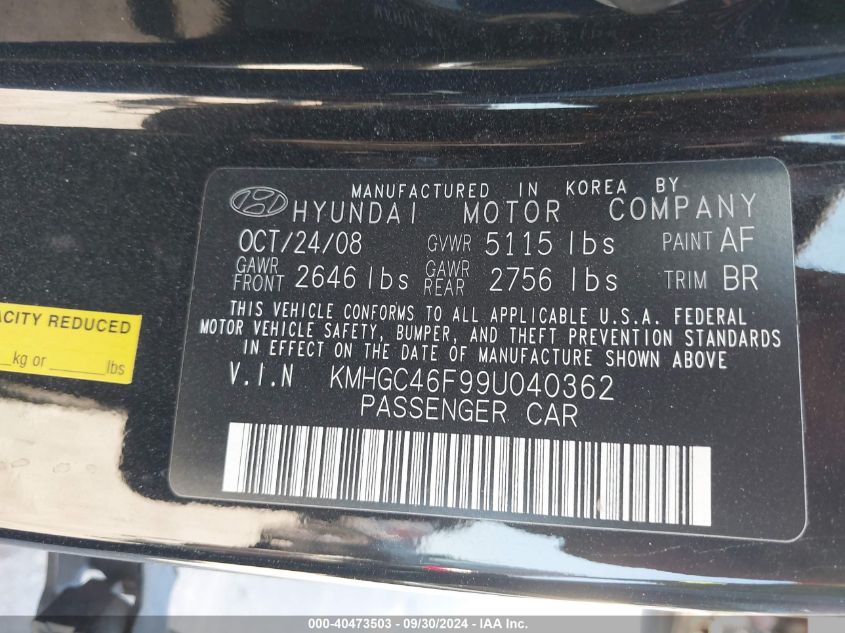 MANUFACTURED IN KOREA BY
HYUNDAI MOTOR COMPANY
OCT/24/08 GVWR 5115 lbs PAINT AF
GAWR FRONT 2646 lbs GAWR REAR 2756 lbs TRIM BR
THIS VEHICLE CONFORMS TO ALL APPLICABLE U.S.A. FEDERAL
MOTOR VEHICLE SAFETY, BUMPER, AND THEFT PREVENTION STANDARDS
IN EFFECT ON THE DATE OF MANUFACTURE SHOWN ABOVE
V.I.N KMHGC46F99U040362
PASSENGER CAR
ACITY REDUCED
kg or lbs
000-40473503 - 09/30/2024 - IAA Inc.